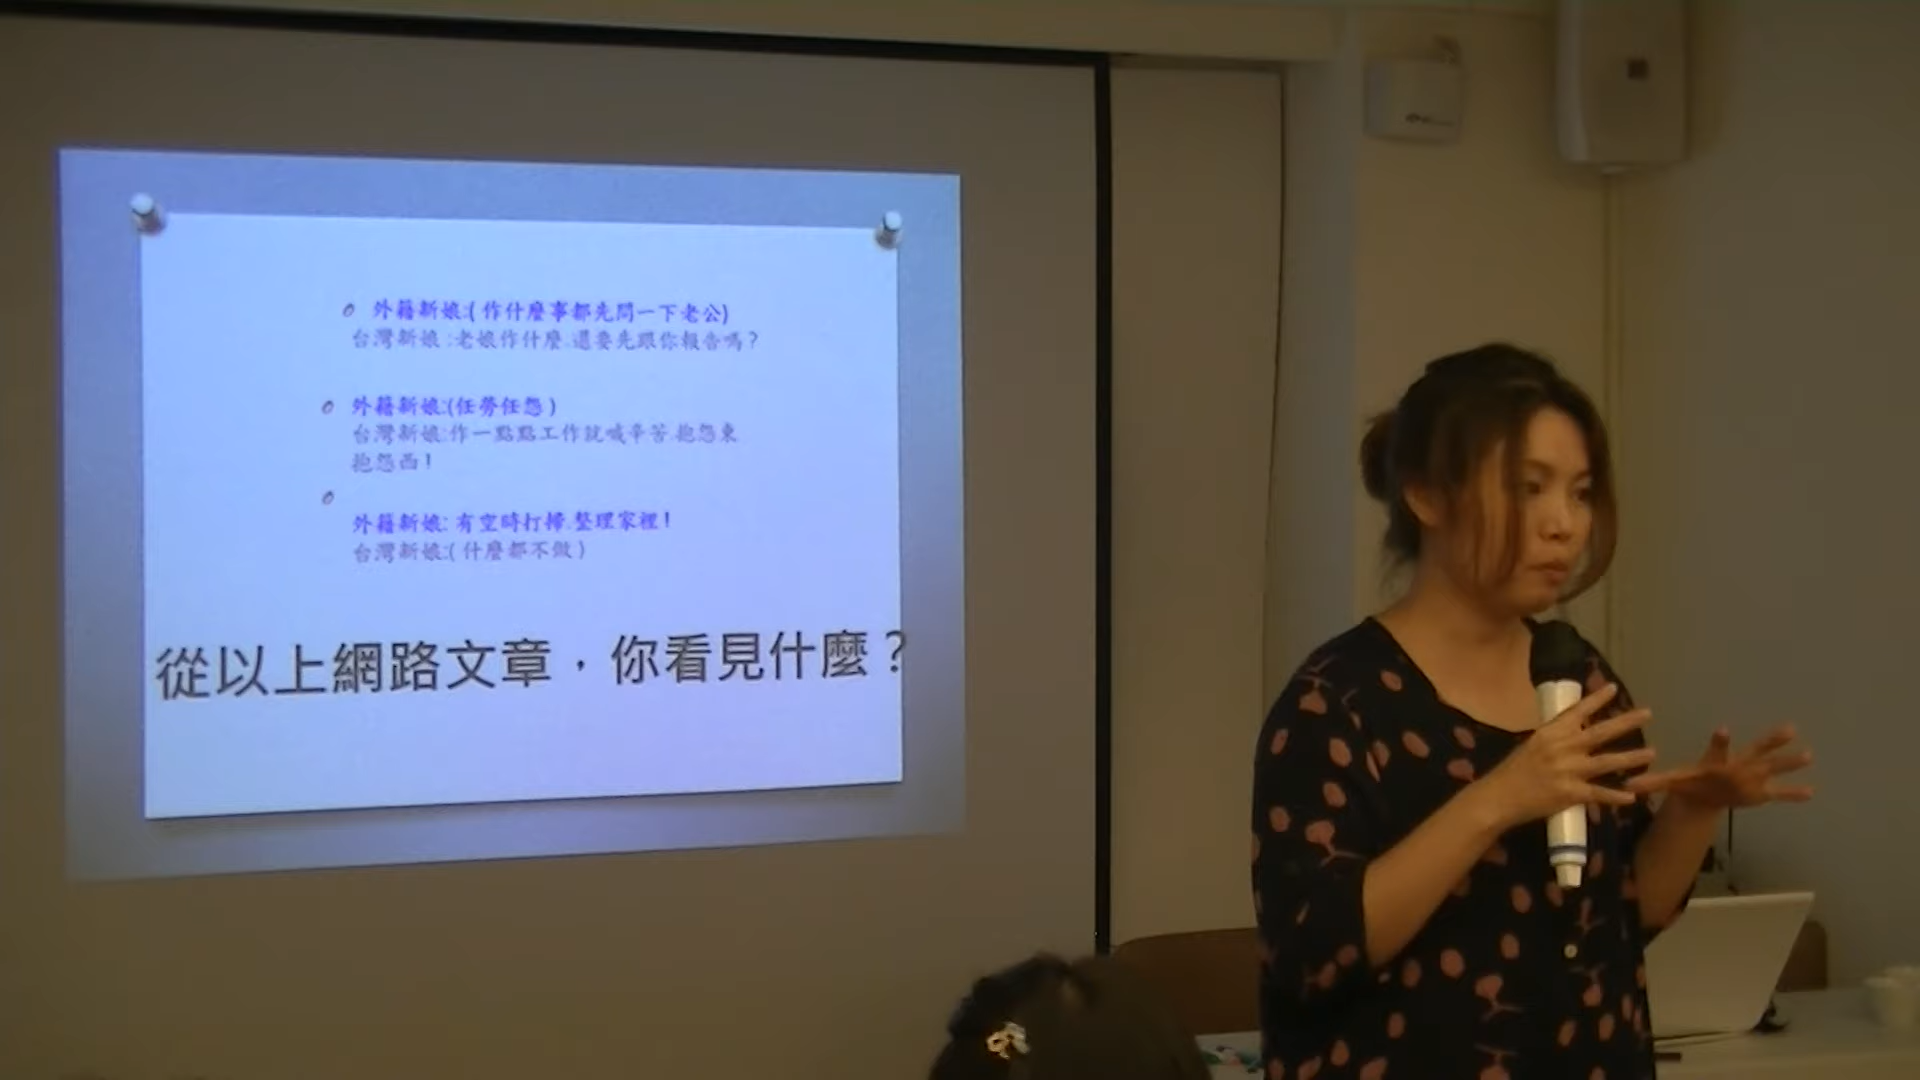 外籍新娘:( 作什麼事都先問一下老公)
台灣新娘 :老娘作什麼.還要先跟你報告嗎？
外籍新娘:(任勞任怨 )
台灣新娘:作一點點工作就喊辛苦.抱怨東
抱怨西 !
外籍新娘: 有空時打掃.整理家裡 !
台灣新娘:( 什麼都不做 )
從以上網路文章，你看見什麼？